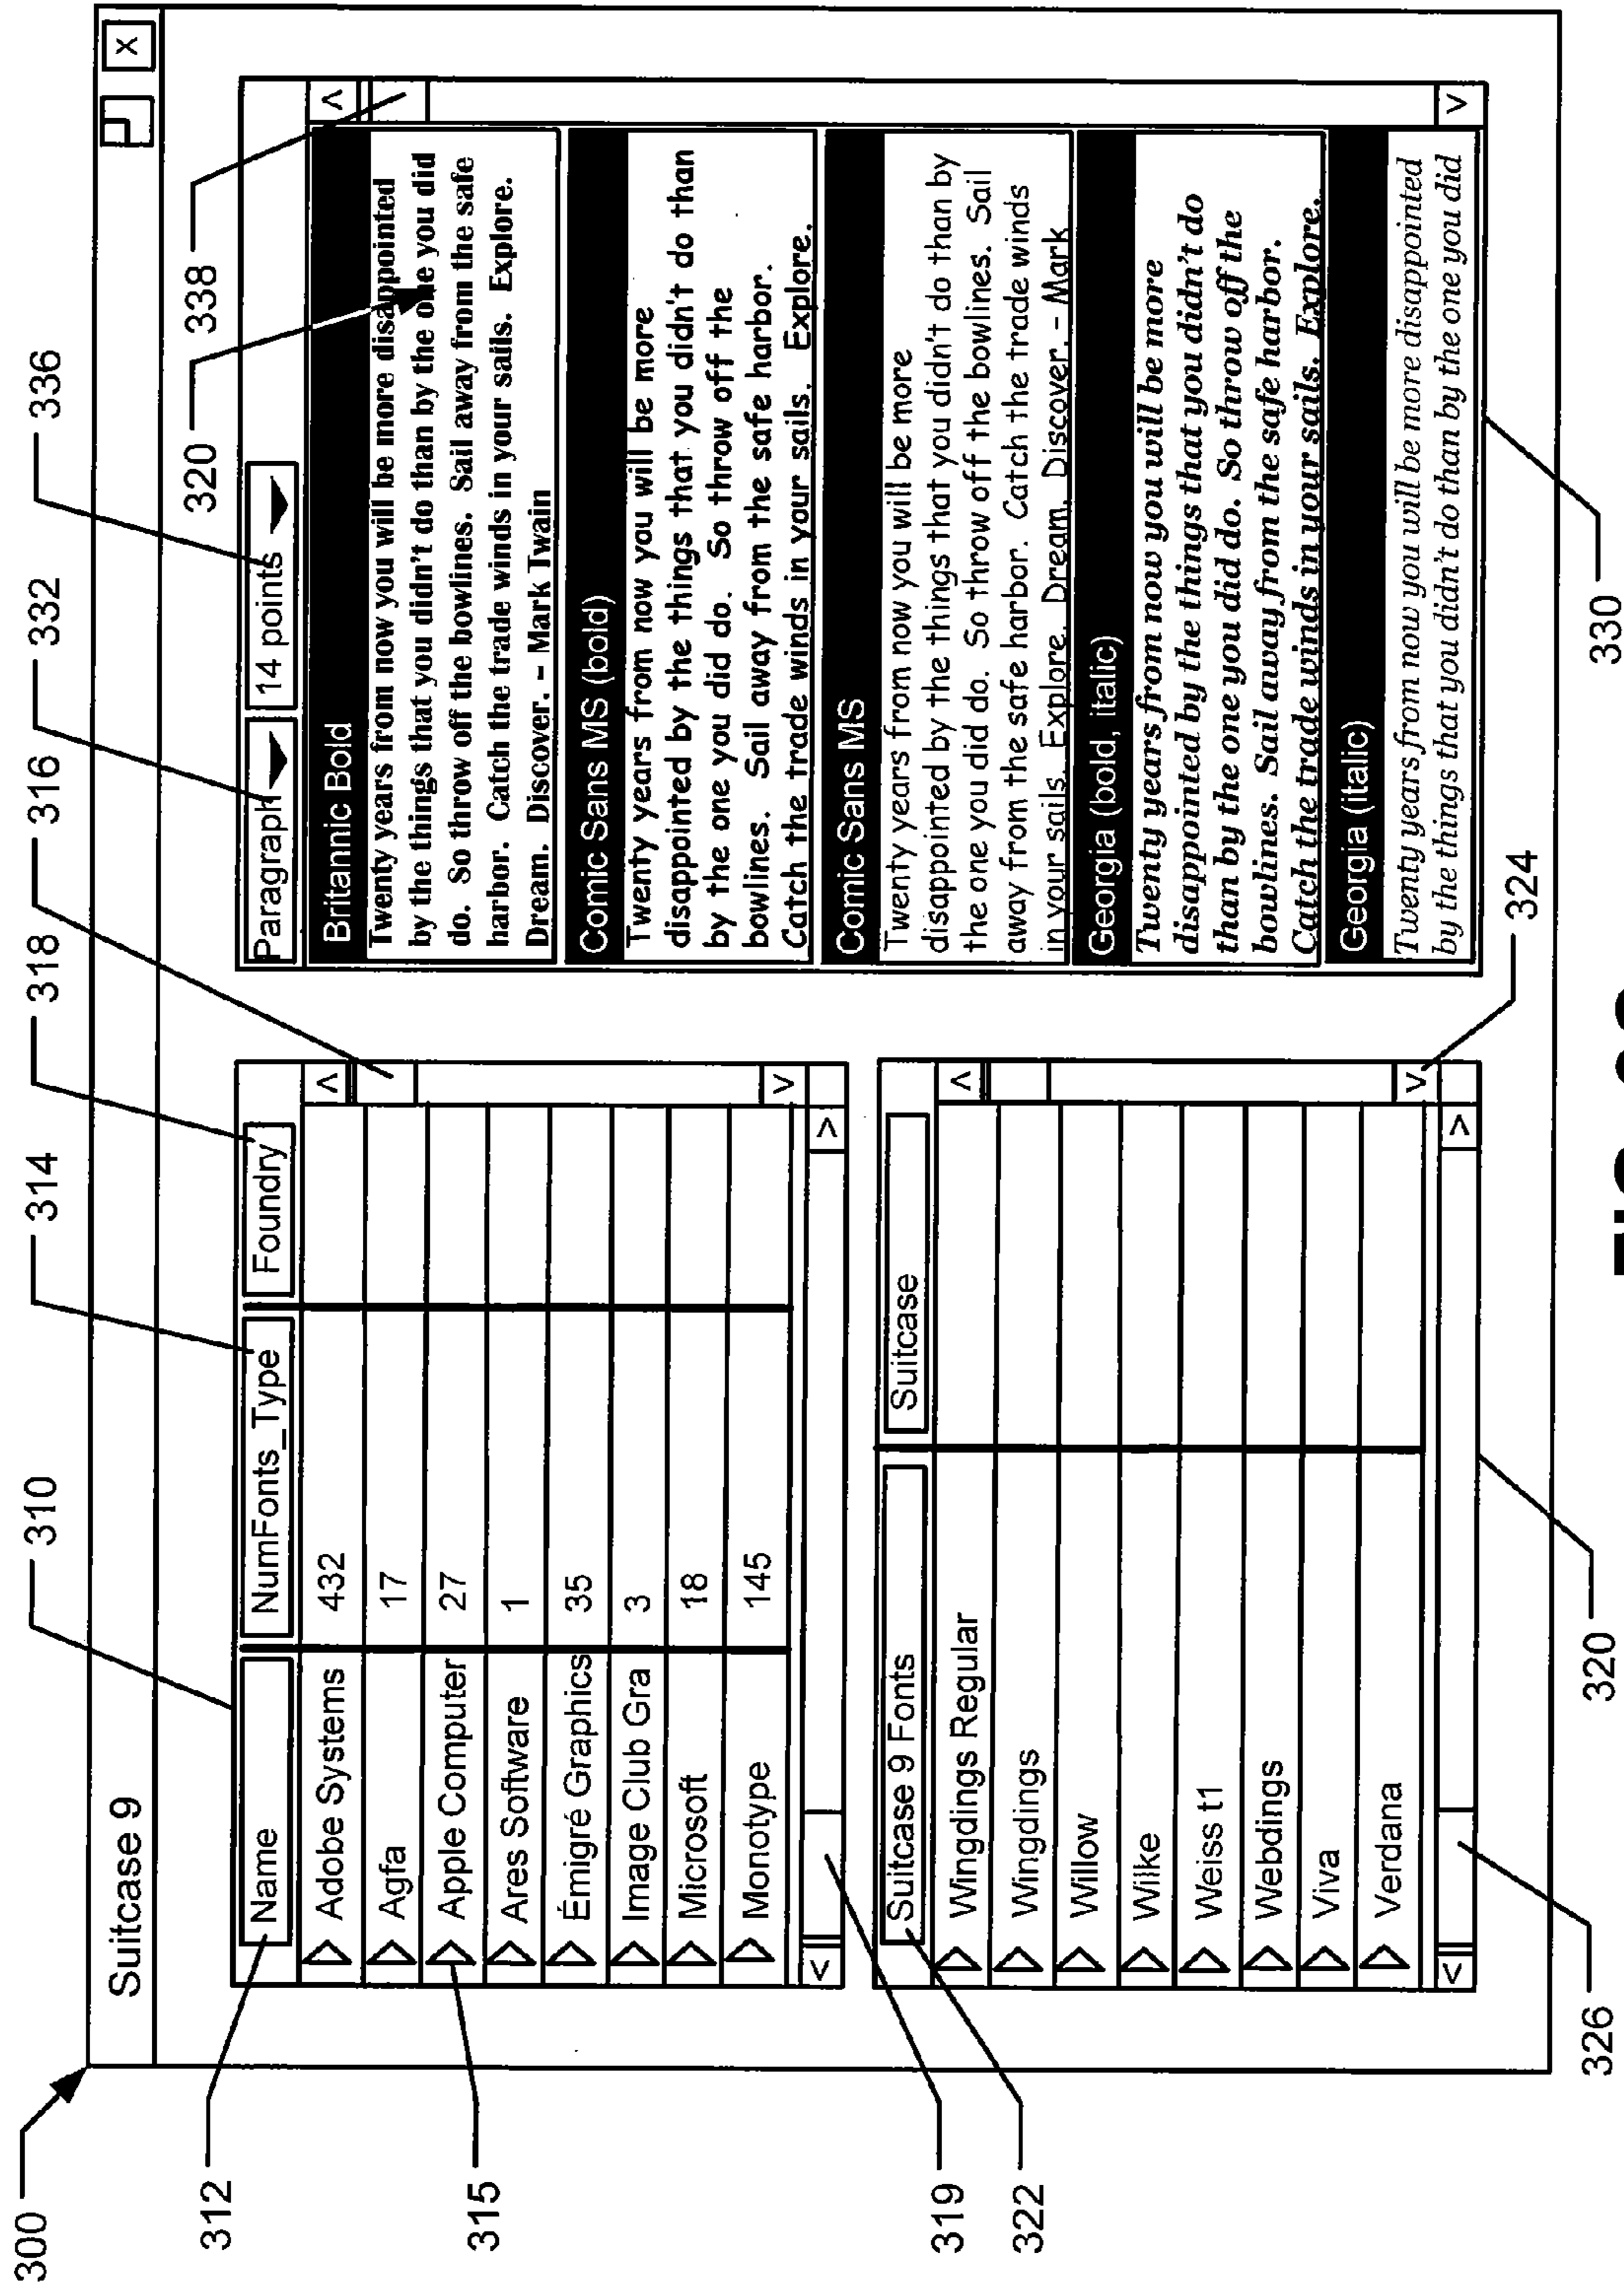 300
310
314
318
316
332
336
320
338
312
315
319
322
Suitcase 9
X
Name NumFonts_Type Foundry
Adobe Systems 432
Agfa 17
Apple Computer 27
Ares Software 1
Émigré Graphics 35
Image Club Gra 3
Microsoft 18
Monotype 145
Suitcase 9 Fonts Suitcase
Wingdings Regular
Wingdings
Willow
Wilke
Weiss t1
Webdings
Viva
Verdana
Paragraph 14 points
Britannic Bold
Twenty years from now you will be more disappointed
by the things that you didn't do than by the one you did
do. So throw off the bowlines. Sail away from the safe
harbor. Catch the trade winds in your sails. Explore.
Dream. Discover. – Mark Twain
Comic Sans MS (bold)
Twenty years from now you will be more
disappointed by the things that you didn't do than
by the one you did do. So throw off the
bowlines. Sail away from the safe harbor.
Catch the trade winds in your sails. Explore.
Comic Sans MS
Twenty years from now you will be more
disappointed by the things that you didn't do than by
the one you did do. So throw off the bowlines. Sail
away from the safe harbor. Catch the trade winds
in your sails. Explore. Dream. Discover. – Mark
Georgia (bold, italic)
Twenty years from now you will be more
disappointed by the things that you didn't do
than by the one you did do. So throw off the
bowlines. Sail away from the safe harbor.
Catch the trade winds in your sails. Explore.
Georgia (italic)
Twenty years from now you will be more disappointed
by the things that you didn't do than by the one you did
326
320
324
330